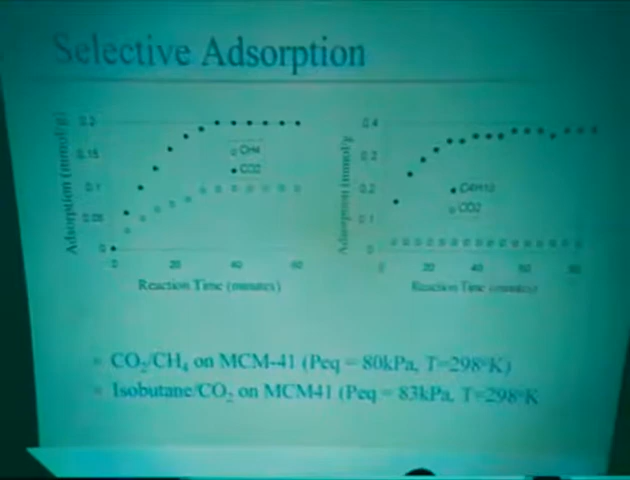 Selective Adsorption
Adsorption (mmol/g)
0.2
0.15
0.1
0.05
0
CH4
CO2
0
20
40
60
Reaction Time (minutes)
Adsorption (mmol/g
0.4
0.3
0.2
0.1
0
C4H10
CO2
0
20
40
60
80
Reaction Time (minutes)
CO₂/CH₄ on MCM-41 (Peq = 80kPa, T=298°K)
Isobutane/CO₂ on MCM41 (Peq = 83kPa, T=298°K